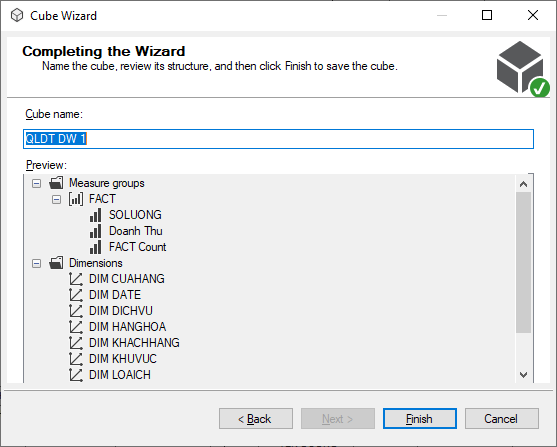 Cube Wizard
Completing the Wizard
Name the cube, review its structure, and then click Finish to save the cube.
Cube name:
QLDT DW 1
Preview:
Measure groups
FACT
SOLUONG
Doanh Thu
FACT Count
Dimensions
DIM CUAHANG
DIM DATE
DIM DICHVU
DIM HANGHOA
DIM KHACHHANG
DIM KHUVUC
DIM LOAICH
< Back
Next >
Finish
Cancel